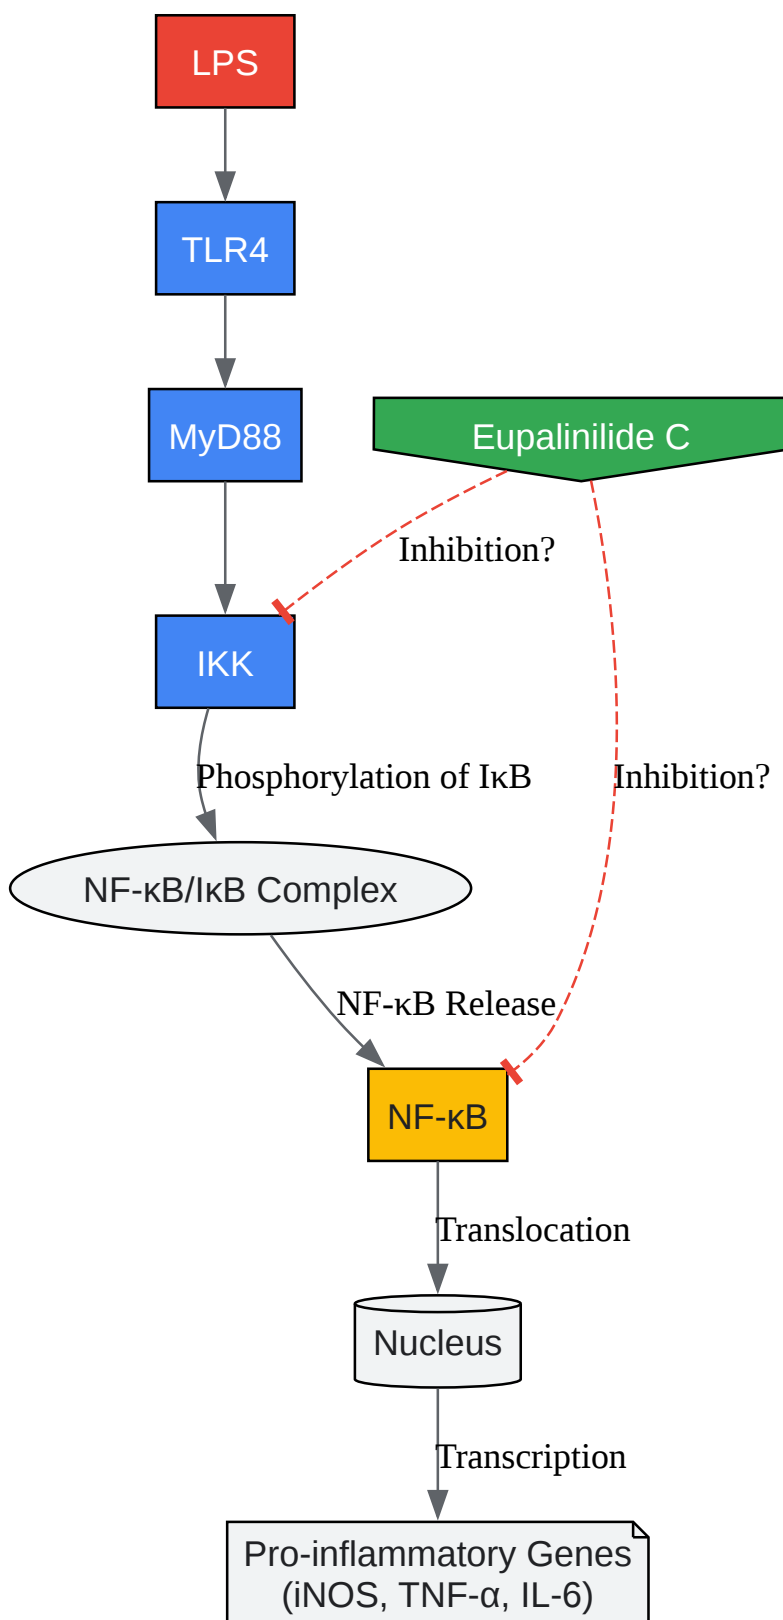 LPS
TLR4
MyD88
Eupalinilide C
Inhibition?
IKK
Phosphorylation of IκB
Inhibition?
NF-κB/IκB Complex
NF-κB Release
NF-κB
Translocation
Nucleus
Transcription
Pro-inflammatory Genes
(iNOS, TNF-α, IL-6)